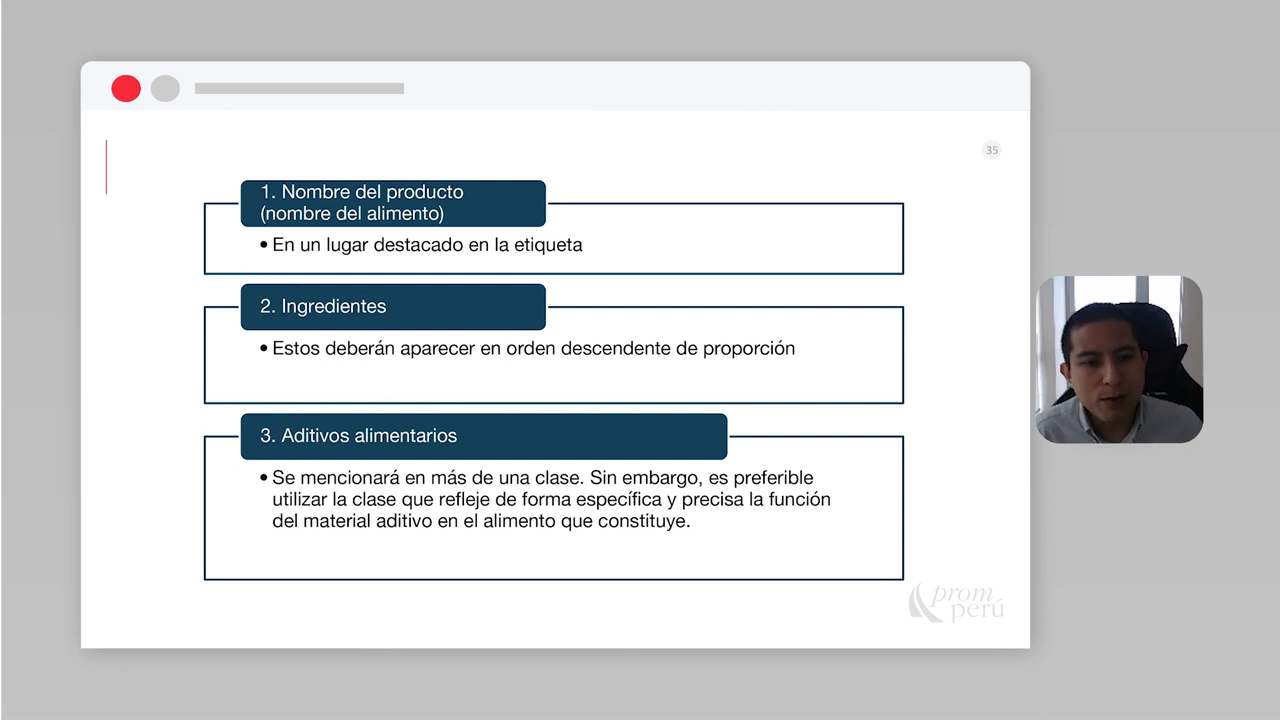 35
1. Nombre del producto
(nombre del alimento)
• En un lugar destacado en la etiqueta
2. Ingredientes
• Estos deberán aparecer en orden descendente de proporción
3. Aditivos alimentarios
• Se mencionará en más de una clase. Sin embargo, es preferible
utilizar la clase que refleje de forma específica y precisa la función
del material aditivo en el alimento que constituye.
prom
perú